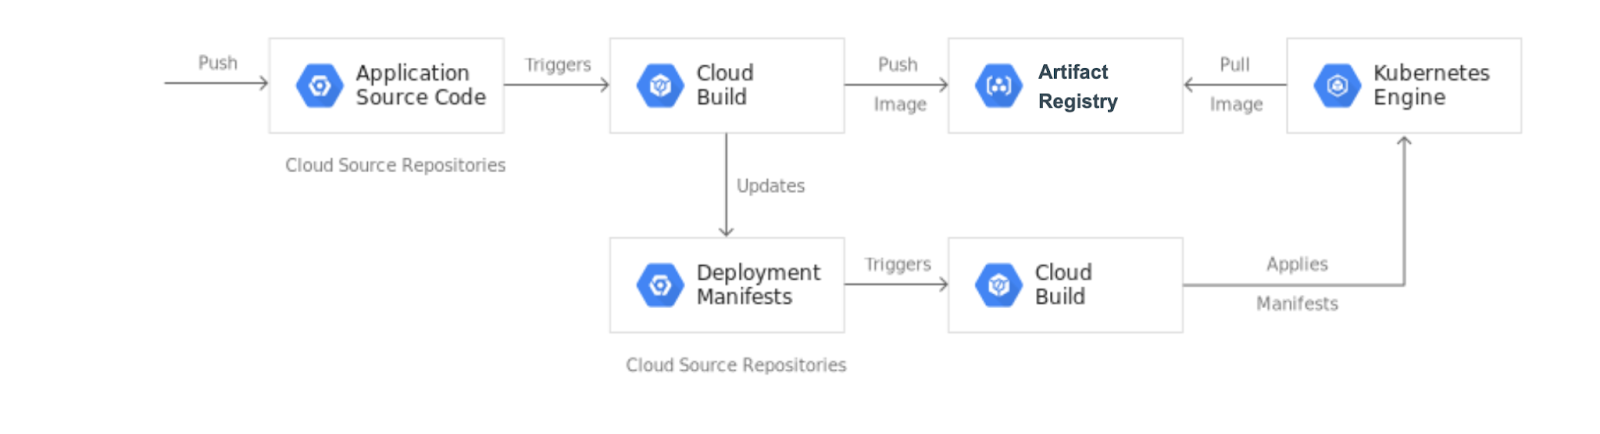 Push
Application
Source Code
Triggers
Cloud
Build
Push
Image
Artifact
Registry
Pull
Image
Kubernetes
Engine
Cloud Source Repositories
Updates
Deployment
Manifests
Triggers
Cloud
Build
Applies
Manifests
Cloud Source Repositories